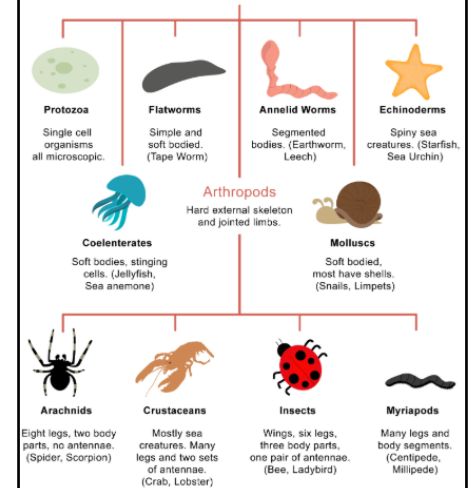 Protozoa
Single cell
organisms
all microscopic.
Flatworms
Simple and
soft bodied.
(Tape Worm)
Annelid Worms
Segmented
bodies. (Earthworm,
Leech)
Echinoderms
Spiny sea
creatures. (Starfish,
Sea Urchin)
Coelenterates
Soft bodies, stinging
cells. (Jellyfish,
Sea anemone)
Arthropods
Hard external skeleton
and jointed limbs.
Molluscs
Soft bodied,
most have shells.
(Snails, Limpets)
Arachnids
Eight legs, two body
parts, no antennae.
(Spider, Scorpion)
Crustaceans
Mostly sea
creatures. Many
legs and two sets
of antennae.
(Crab, Lobster)
Insects
Wings, six legs,
three body parts,
one pair of antennae.
(Bee, Ladybird)
Myriapods
Many legs and
body segments.
(Centipede,
Millipede)